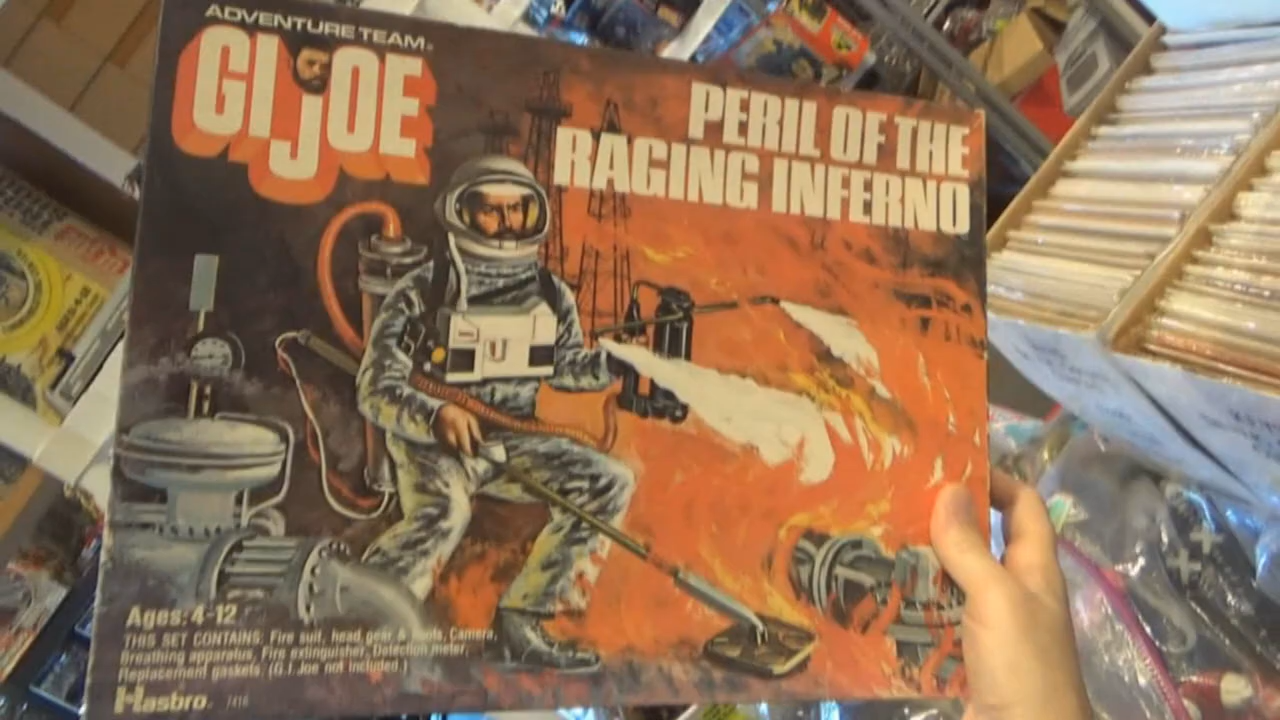 ADVENTURE TEAM®
GI JOE
PERIL OF THE
RAGING INFERNO
U
Ages: 4-12
THIS SET CONTAINS: Fire suit, head gear & boots, Camera,
Breathing apparatus, Fire extinguisher, Detection meter,
Replacement gaskets. (G.I. Joe not included.)
Hasbro® 7416